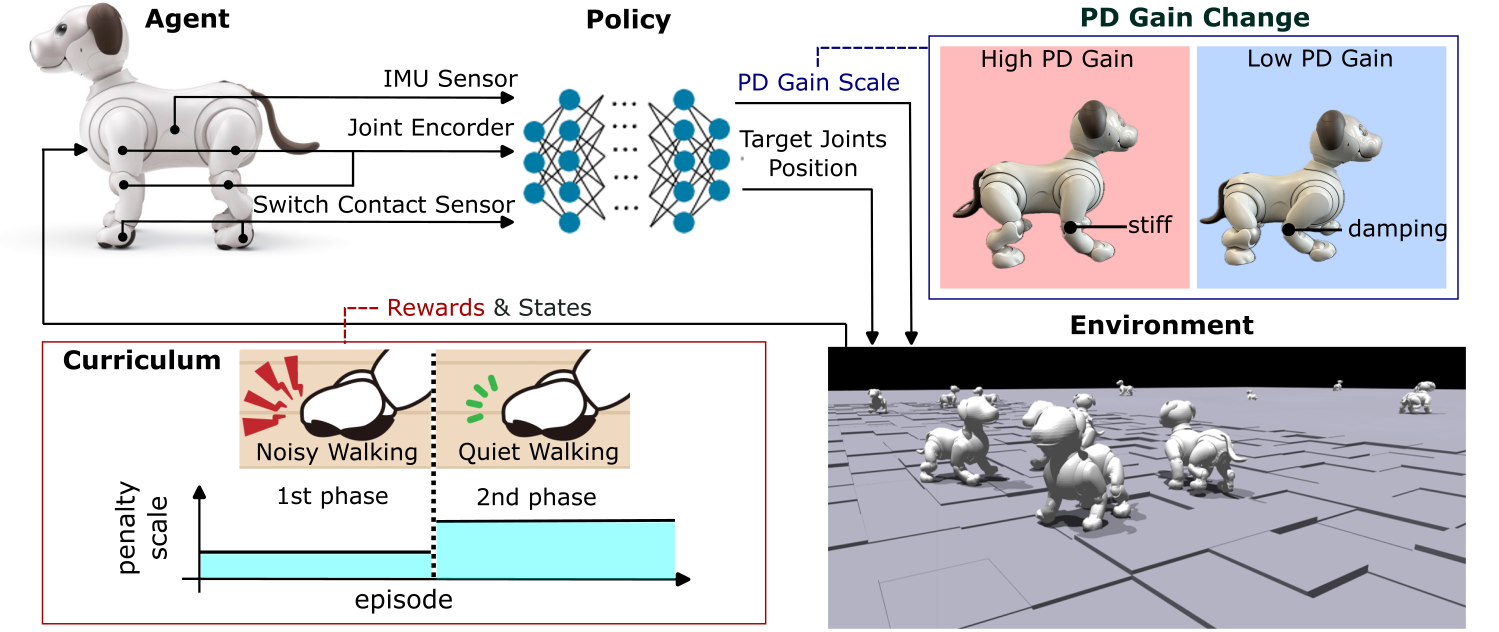 Agent
Policy
PD Gain Change
IMU Sensor
Joint Encorder
Switch Contact Sensor
PD Gain Scale
Target Joints
Position
High PD Gain
Low PD Gain
stiff
damping
Rewards & States
Environment
Curriculum
Noisy Walking
Quiet Walking
1st phase
2nd phase
penalty
scale
episode